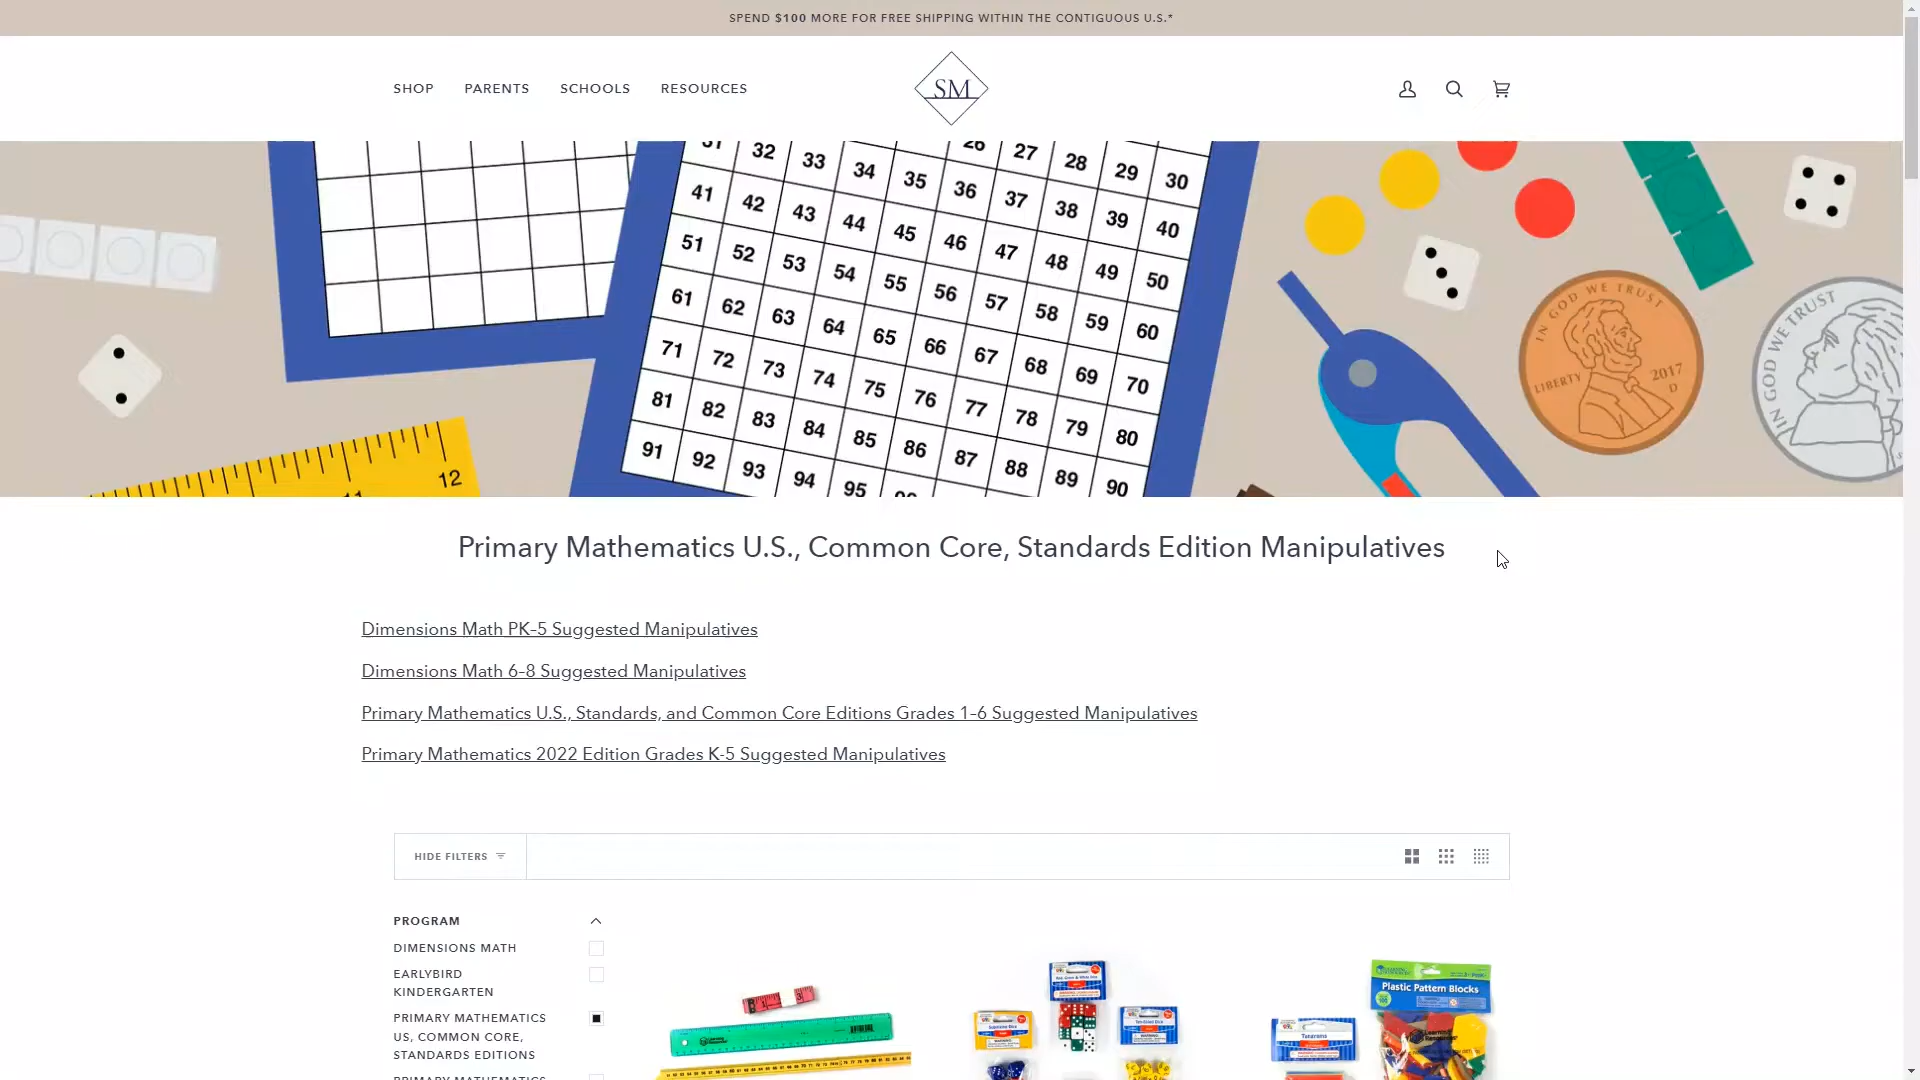 SPEND $100 MORE FOR FREE SHIPPING WITHIN THE CONTIGUOUS U.S.*
SHOP PARENTS SCHOOLS RESOURCES
SM
31 32 33 34 35 26 27 28 29 30
41 42 43 44 45 36 37 38 39 40
51 52 53 54 55 46 47 48 49 50
61 62 63 64 65 56 57 58 59 60
71 72 73 74 75 66 67 68 69 70
81 82 83 84 85 76 77 78 79 80
91 92 93 94 95 86 87 88 89 90
12
IN GOD WE TRUST
LIBERTY 2017
D
IN GOD WE TRUST
Primary Mathematics U.S., Common Core, Standards Edition Manipulatives
Dimensions Math PK–5 Suggested Manipulatives
Dimensions Math 6–8 Suggested Manipulatives
Primary Mathematics U.S., Standards, and Common Core Editions Grades 1–6 Suggested Manipulatives
Primary Mathematics 2022 Edition Grades K-5 Suggested Manipulatives
HIDE FILTERS
PROGRAM
DIMENSIONS MATH
EARLYBIRD
KINDERGARTEN
PRIMARY MATHEMATICS
US, COMMON CORE,
STANDARDS EDITIONS
PRIMARY MATHEMATICS
Plastic Pattern Blocks
Tangrams